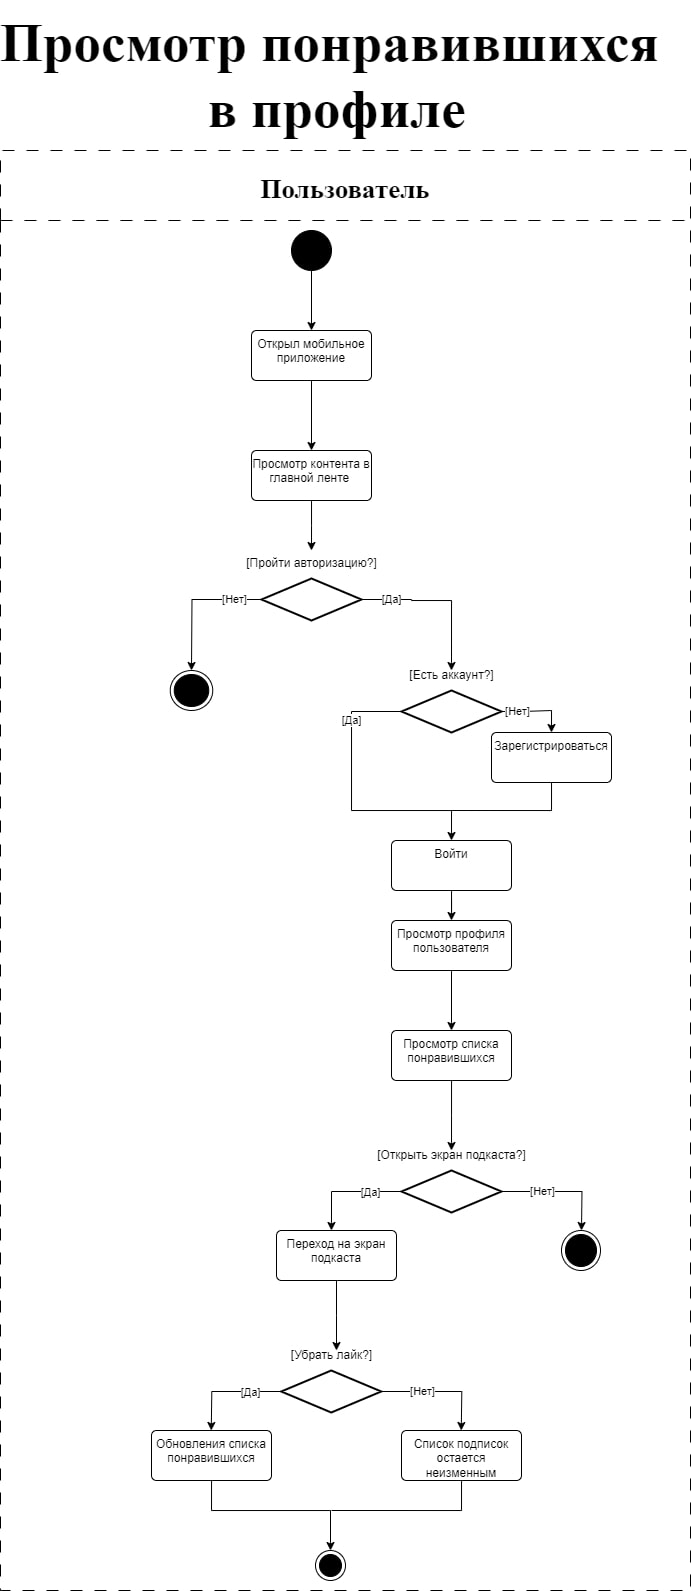 Просмотр понравившихся
в профиле
Пользователь
Открыл мобильное
приложение
Просмотр контента в
главной ленте
[Пройти авторизацию?]
[Нет]
[Да]
[Есть аккаунт?]
[Да]
[Нет]
Зарегистрироваться
Войти
Просмотр профиля
пользователя
Просмотр списка
понравившихся
[Открыть экран подкаста?]
[Да]
[Нет]
Переход на экран
подкаста
[Убрать лайк?]
[Да]
[Нет]
Обновления списка
понравившихся
Список подписок
остается
неизменным